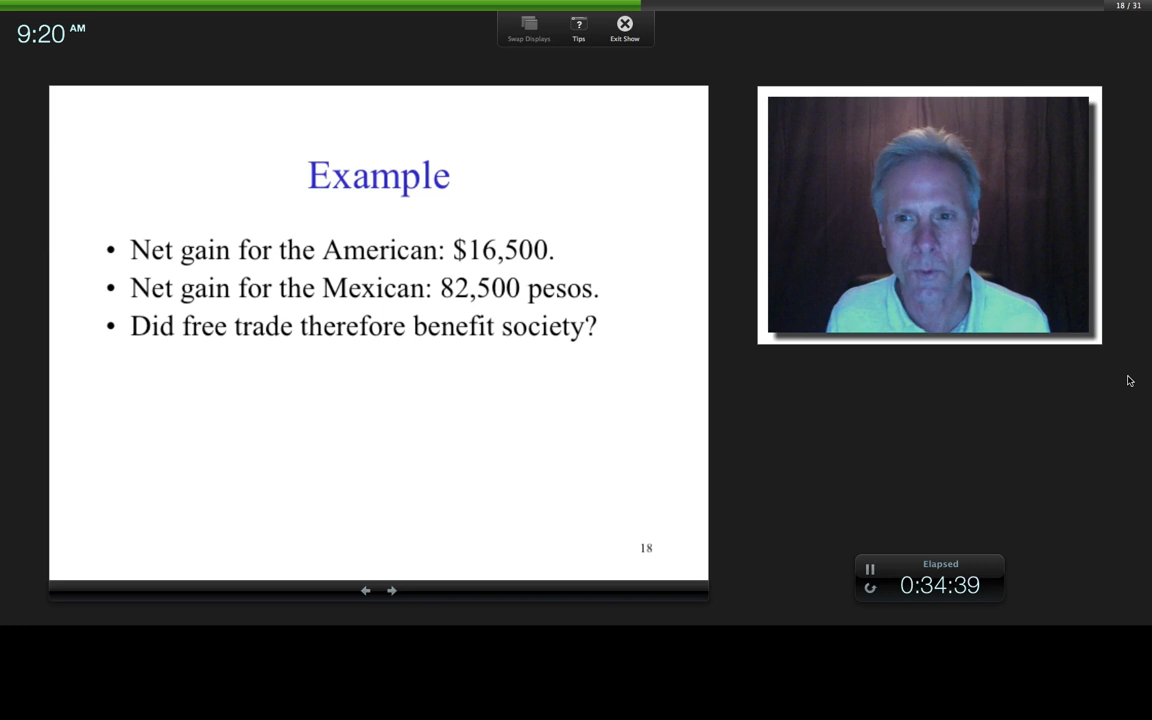 18 / 31
9:20 AM
?
Swap Displays Tips Exit Show
Example
• Net gain for the American: $16,500.
• Net gain for the Mexican: 82,500 pesos.
• Did free trade therefore benefit society?
18
Elapsed
0:34:39